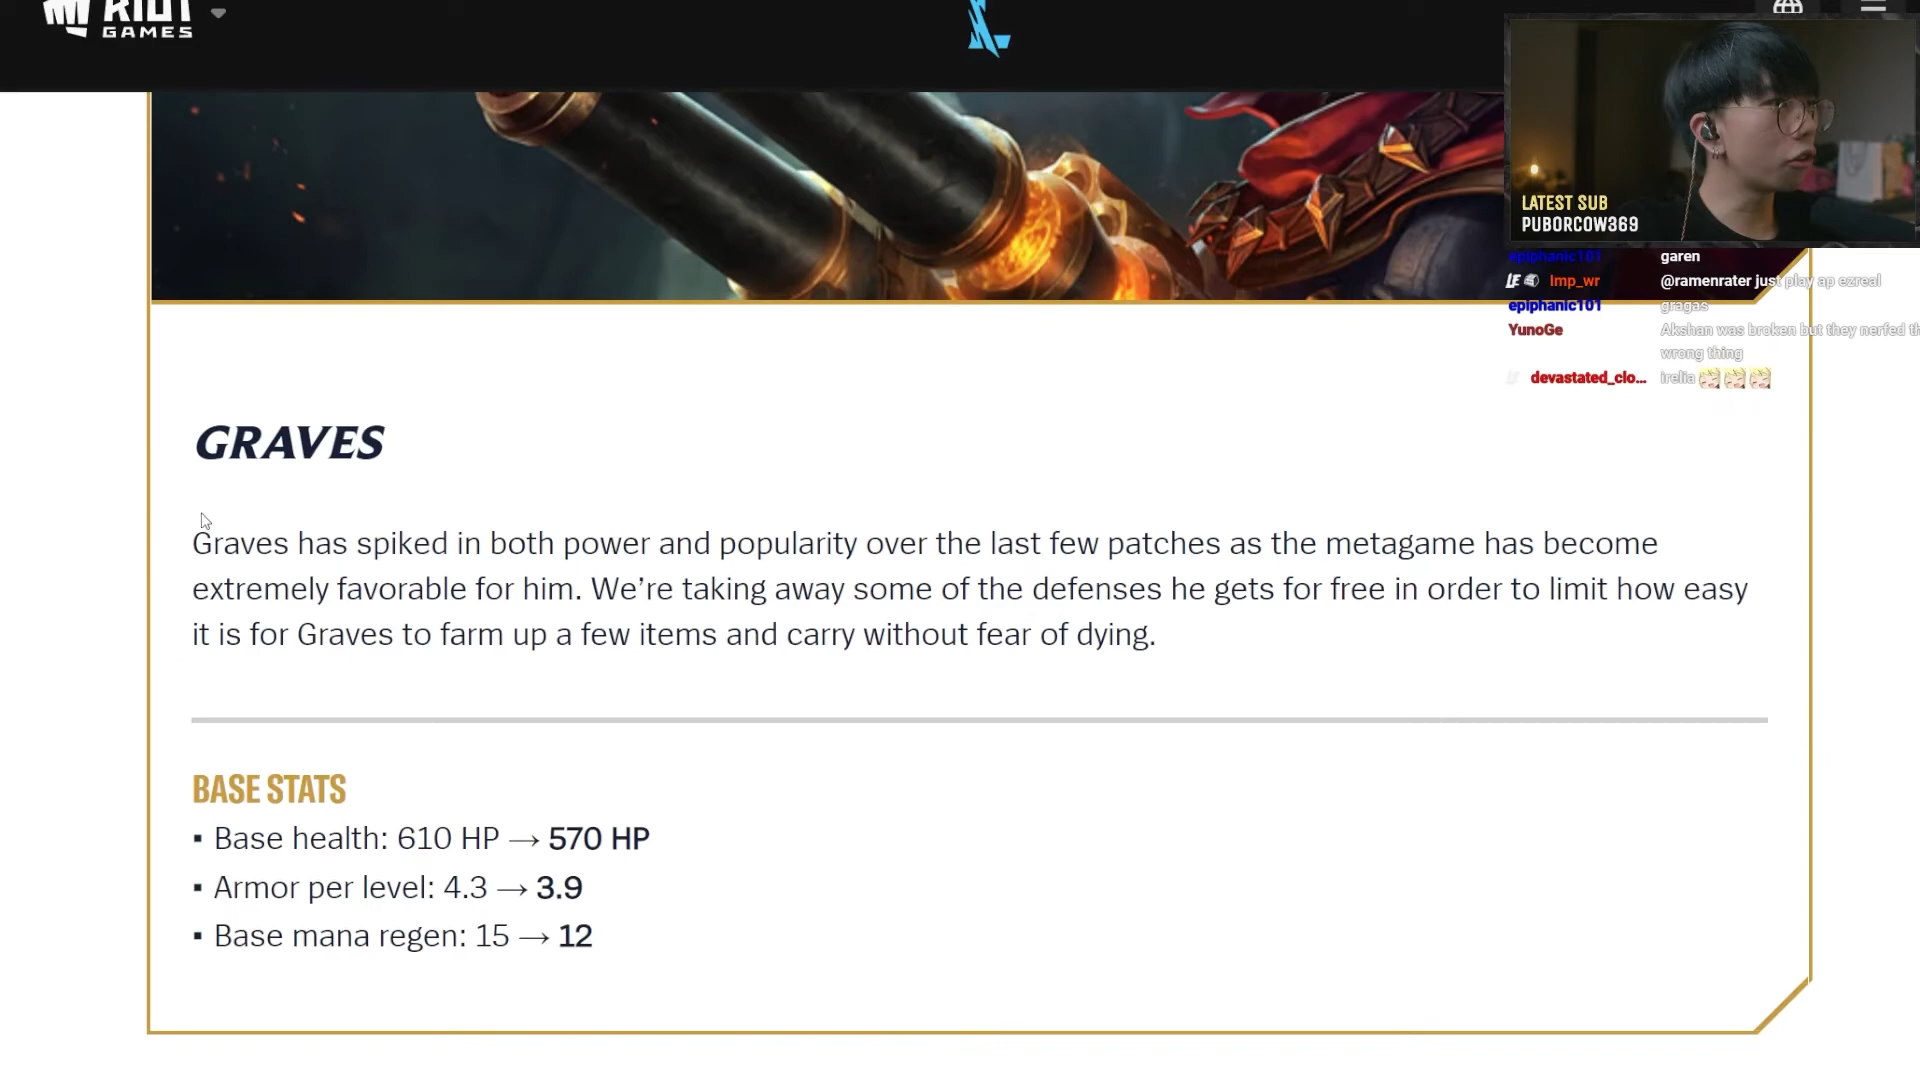 RIOT
GAMES
LATEST SUB
PUBORCOW369
epiphanic101 garen
Imp_wr @ramenrater just play ap ezreal
epiphanic101 gragas
YunoGe Akshan was broken but they nerfed th
wrong thing
devastated_clo... irelia
GRAVES
Graves has spiked in both power and popularity over the last few patches as the metagame has become
extremely favorable for him. We’re taking away some of the defenses he gets for free in order to limit how easy
it is for Graves to farm up a few items and carry without fear of dying.
BASE STATS
▪ Base health: 610 HP → 570 HP
▪ Armor per level: 4.3 → 3.9
▪ Base mana regen: 15 → 12